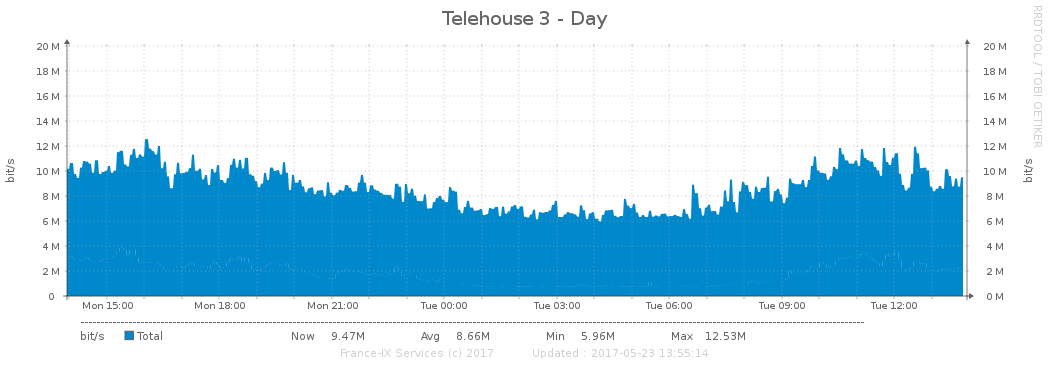 Telehouse 3 - Day
RRDTOOL / TOBI OETIKER
bit/s
20 M 20 M
18 M 18 M
16 M 16 M
14 M 14 M
12 M 12 M
10 M 10 M
8 M 8 M
6 M 6 M
4 M 4 M
2 M 2 M
0 0 M
bit/s
Mon 15:00 Mon 18:00 Mon 21:00 Tue 00:00 Tue 03:00 Tue 06:00 Tue 09:00 Tue 12:00
bit/s Total Now 9.47M Avg 8.66M Min 5.96M Max 12.53M
France-IX Services (c) 2017 Updated : 2017-05-23 13:55:14